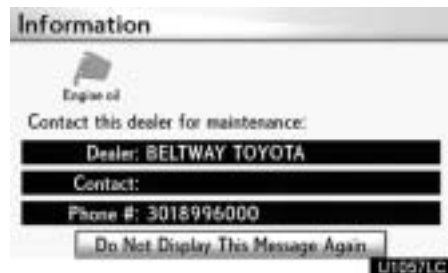 Information
Engine oil
Contact this dealer for maintenance:
Dealer: BELTWAY TOYOTA
Contact:
Phone #: 3018996000
Do Not Display This Message Again
LI1057LC